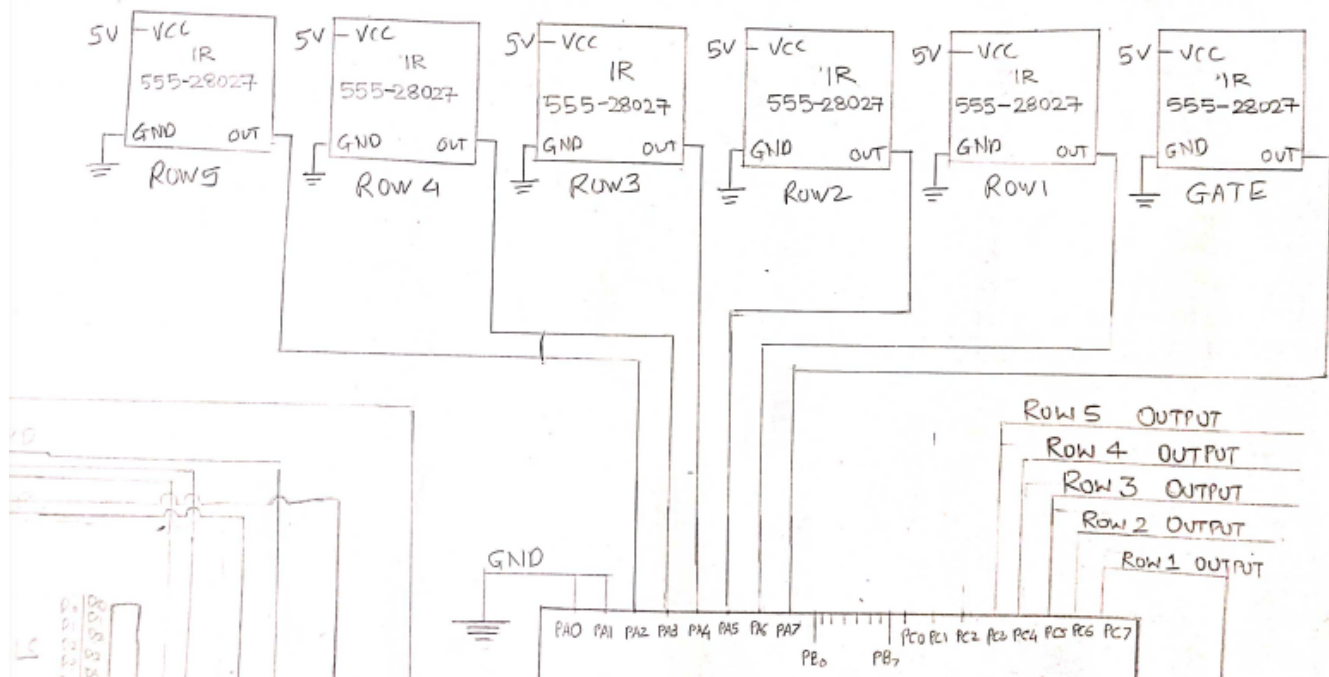 5V VCC 5V VCC 5V VCC 5V VCC 5V VCC 5V VCC
IR IR IR IR IR IR
555-28027 555-28027 555-28027 555-28027 555-28027 555-28027
GND OUT GND OUT GND OUT GND OUT GND OUT GND OUT
ROW5 ROW 4 ROW3 ROW2 ROW1 GATE
ROW 5 OUTPUT
ROW 4 OUTPUT
ROW 3 OUTPUT
ROW 2 OUTPUT
ROW 1 OUTPUT
GND
PA0 PA1 PA2 PA3 PA4 PA5 PA6 PA7 PC0 PC1 PC2 PC3 PC4 PC5 PC6 PC7
PB0 PB7